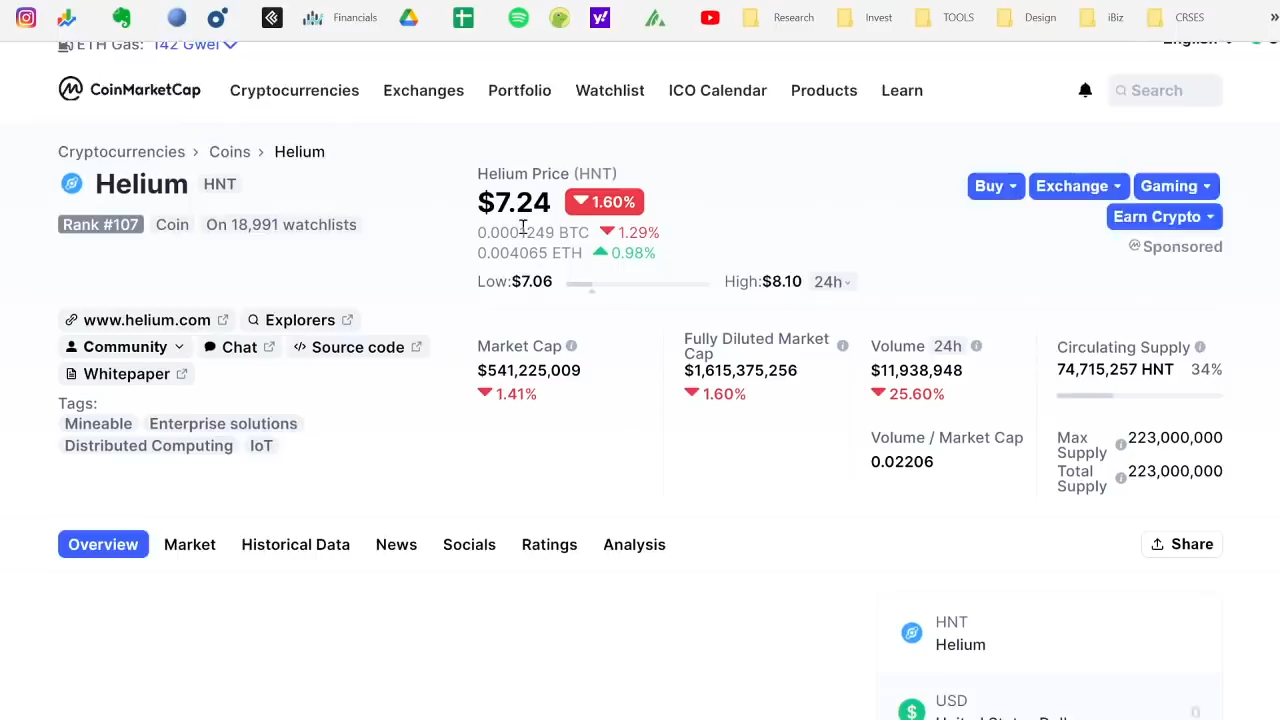 Financials
Research
Invest
TOOLS
Design
iBiz
CRSES
»
ETH Gas: 142 Gwei
English
CoinMarketCap
Cryptocurrencies
Exchanges
Portfolio
Watchlist
ICO Calendar
Products
Learn
Search
Cryptocurrencies > Coins > Helium
Helium HNT
Rank #107
Coin
On 18,991 watchlists
Helium Price (HNT)
$7.24 1.60%
BTC 1.29%
0.004065 ETH 0.98%
Low:$7.06
High:$8.10
24h
Buy
Exchange
Gaming
Earn Crypto
Sponsored
www.helium.com
Explorers
Community
Chat
Source code
Whitepaper
Tags:
Mineable
Enterprise solutions
Distributed Computing
IoT
Market Cap
$541,225,009
1.41%
Fully Diluted Market
Cap
$1,615,375,256
1.60%
Volume 24h
$11,938,948
25.60%
Volume / Market Cap
0.02206
Circulating Supply
74,715,257 HNT 34%
Max
Supply
223,000,000
Total
Supply
223,000,000
Overview
Market
Historical Data
News
Socials
Ratings
Analysis
Share
HNT
Helium
USD
0